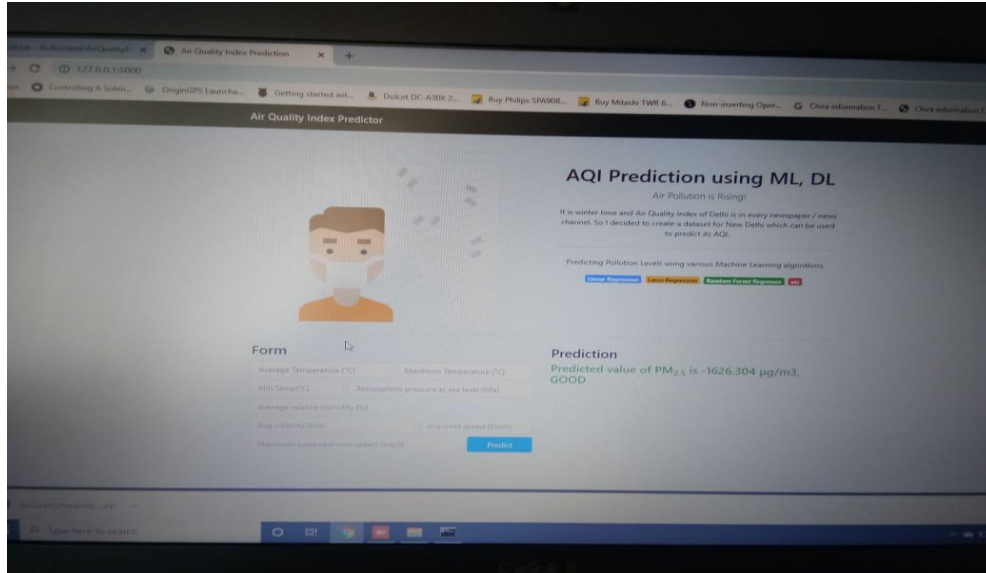 Air Quality Index Prediction
127.0.0.1:5000
Controlling A Solen... OriginGPS Launche... Getting started wit... Dulcet DC-A30X 2... Buy Philips SPA908... Buy Mitashi TWR 6... Non-inverting Oper... Chira information f... Chira information
Air Quality Index Predictor
AQI Prediction using ML, DL
Air Pollution is Rising!
It is winter time and Air Quality Index of Delhi is in every newspaper / news
channel. So I decided to create a dataset for New Delhi which can be used
to predict its AQI.
Predicting Pollution Levels using various Machine Learning algorithms.
Linear Regression Lasso Regression Random Forest Regressor etc
Form
Average Temperature (°C) Maximum Temperature (°C)
Min Temp(°C) Atmospheric pressure at sea level (hPa)
Average relative humidity (%)
Avg visibility (Km) Avg wind speed (Km/h)
Maximum sustained wind speed (Km/h) Predict
Prediction
Predicted value of PM2.5 is -1626.304 µg/m3,
GOOD
Type here to search
DELL